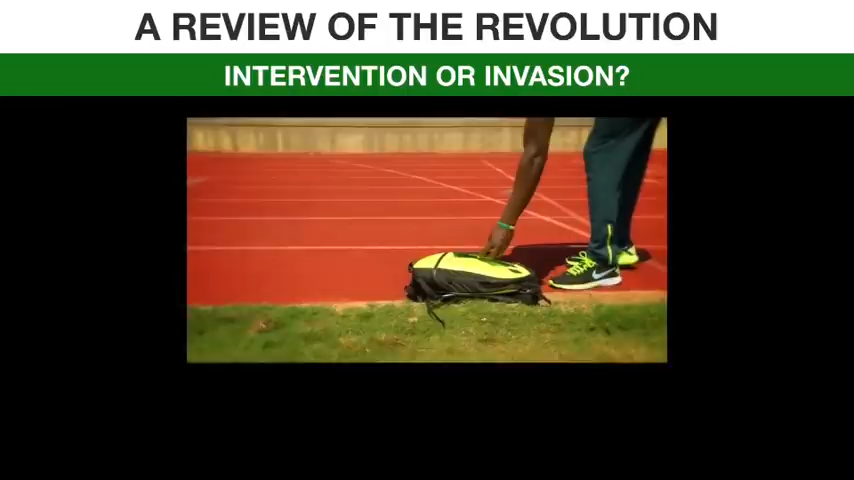 A REVIEW OF THE REVOLUTION
INTERVENTION OR INVASION?